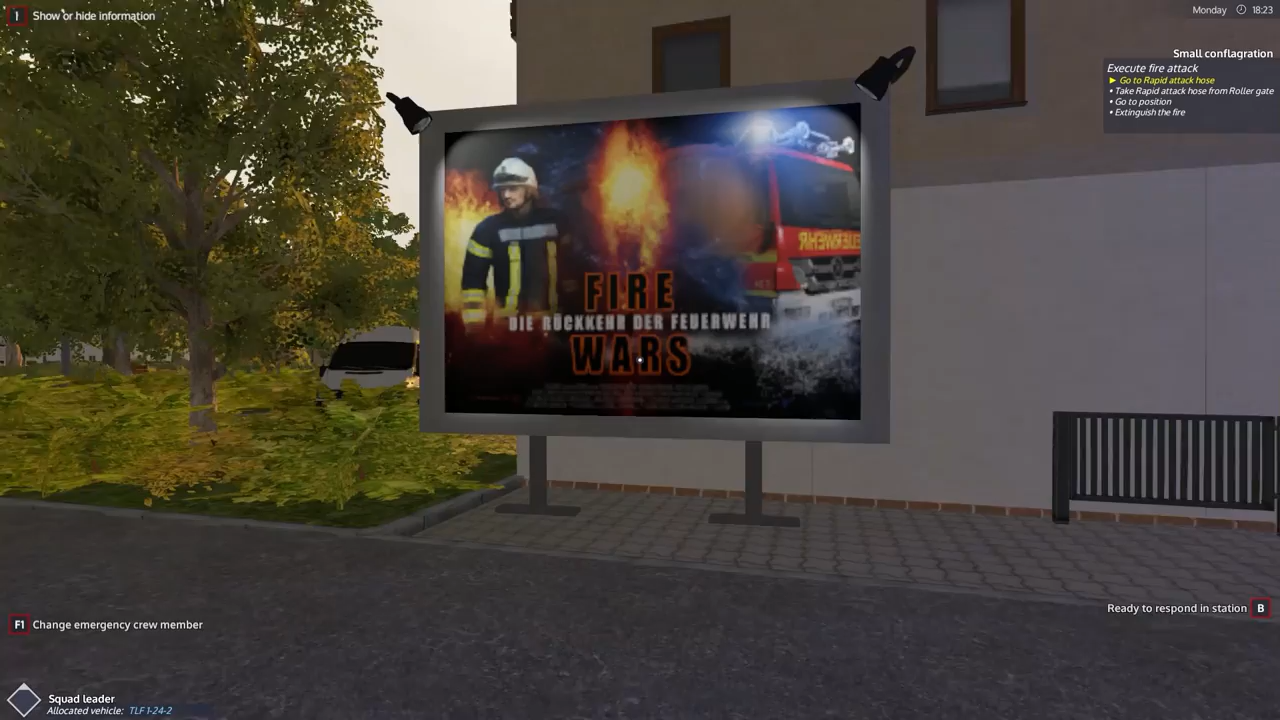 1 Show or hide information
Monday 18:23
Small conflagration
Execute fire attack
► Go to Rapid attack hose
• Take Rapid attack hose from Roller gate
• Go to position
• Extinguish the fire
FEUERWEHR
FIRE
DIE RÜCKKEHR DER FEUERWEHR
WARS
Ready to respond in station B
F1 Change emergency crew member
Squad leader
Allocated vehicle: TLF 1-24-2